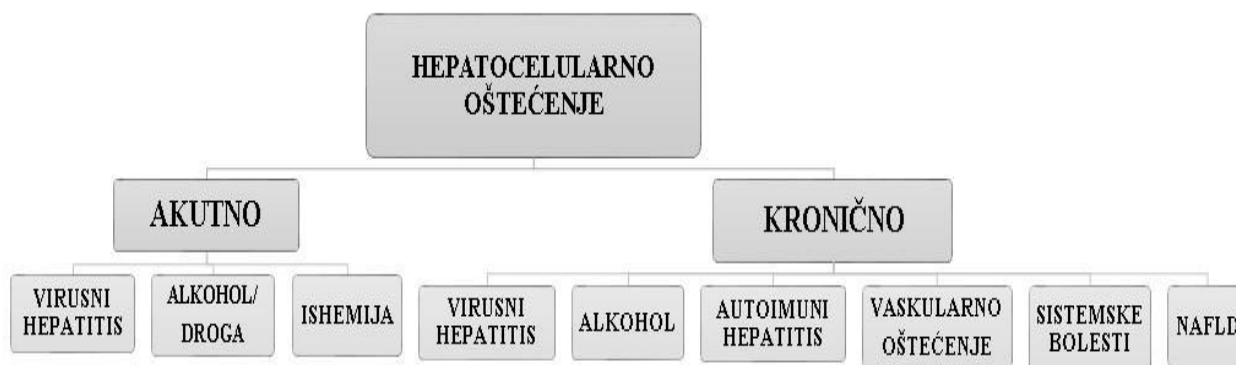 HEPATOCELULARNO
OŠTEĆENJE
AKUTNO
KRONIČNO
VIRUSNI
HEPATITIS
ALKOHOL/
DROGA
ISHEMIJA
VIRUSNI
HEPATITIS
ALKOHOL
AUTOIMUNI
HEPATITIS
VASKULARNO
OŠTEĆENJE
SISTEMSKE
BOLESTI
NAFLD